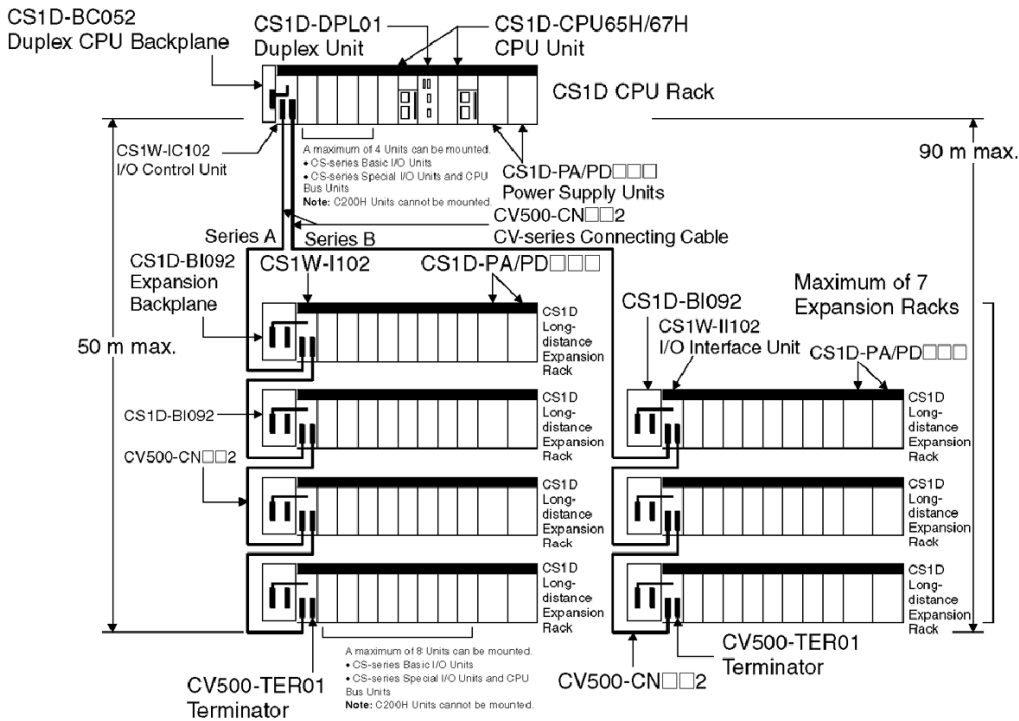 CS1D-BC052
Duplex CPU Backplane
CS1D-DPL01
Duplex Unit
CS1D-CPU65H/67H
CPU Unit
CS1D CPU Rack
CS1W-IC102
I/O Control Unit
A maximum of 4 Units can be mounted.
• CS-series Basic I/O Units
• CS-series Special I/O Units and CPU
Bus Units
Note: C200H Units cannot be mounted.
CS1D-PA/PD□□□
Power Supply Units
90 m max.
CV500-CN□□2
CV-series Connecting Cable
Series A
Series B
CS1D-BI092
Expansion
Backplane
CS1W-I102
CS1D-PA/PD□□□
CS1D
Long-
distance
Expansion
Rack
50 m max.
CS1D-BI092
CS1W-II102
I/O Interface Unit
CS1D-PA/PD□□□
Maximum of 7
Expansion Racks
CS1D-BI092
CS1D
Long-
distance
Expansion
Rack
CS1D
Long-
distance
Expansion
Rack
CV500-CN□□2
CS1D
Long-
distance
Expansion
Rack
CS1D
Long-
distance
Expansion
Rack
CS1D
Long-
distance
Expansion
Rack
CS1D
Long-
distance
Expansion
Rack
CV500-TER01
Terminator
A maximum of 8 Units can be mounted.
• CS-series Basic I/O Units
• CS-series Special I/O Units and CPU
Bus Units
Note: C200H Units cannot be mounted.
CV500-CN□□2
CV500-TER01
Terminator